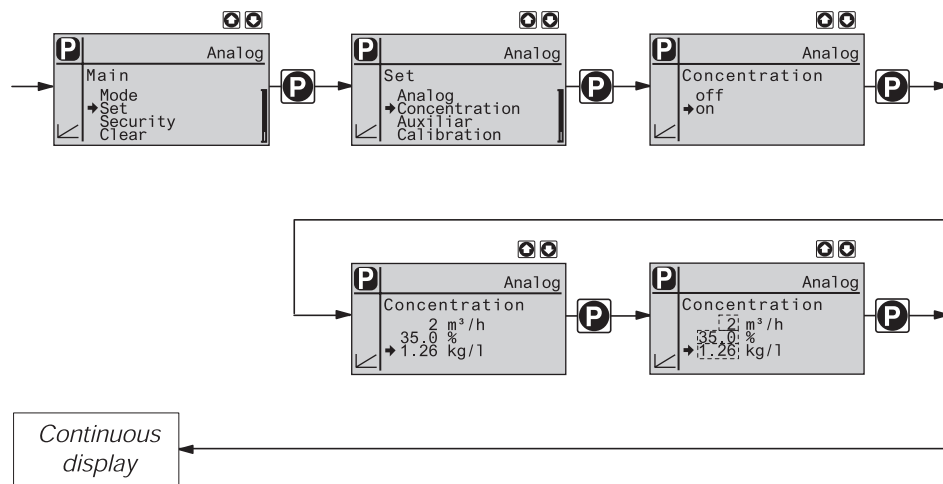 P Analog
Main
Mode
➔Set
Security
Clear
P
P Analog
Set
Analog
➔Concentration
Auxiliar
Calibration
P
P Analog
Concentration
off
➔on
P
P Analog
Concentration
2 m³/h
35.0 %
➔1.26 kg/l
P
P Analog
Concentration
2 m³/h
35.0 %
➔1.26 kg/l
P
Continuous
display